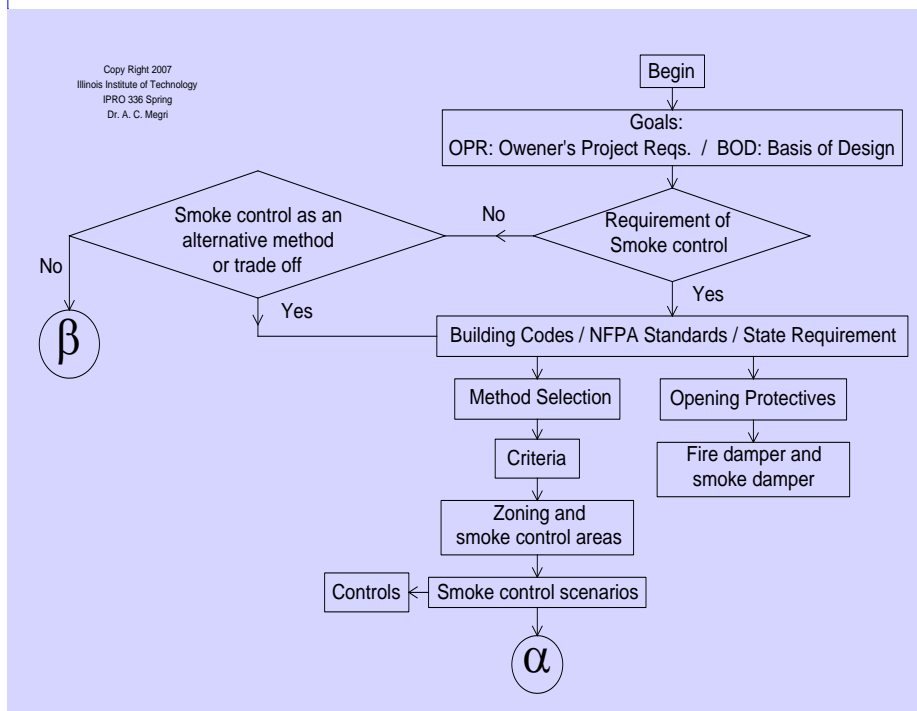 Copy Right 2007
Illinois Institute of Technology
IPRO 336 Spring
Dr. A. C. Megri
Begin
Goals:
OPR: Owener's Project Reqs. / BOD: Basis of Design
Requirement of
Smoke control
No
Smoke control as an
alternative method
or trade off
No
β
Yes
Yes
Building Codes / NFPA Standards / State Requirement
Method Selection
Opening Protectives
Criteria
Fire damper and
smoke damper
Zoning and
smoke control areas
Controls
Smoke control scenarios
α